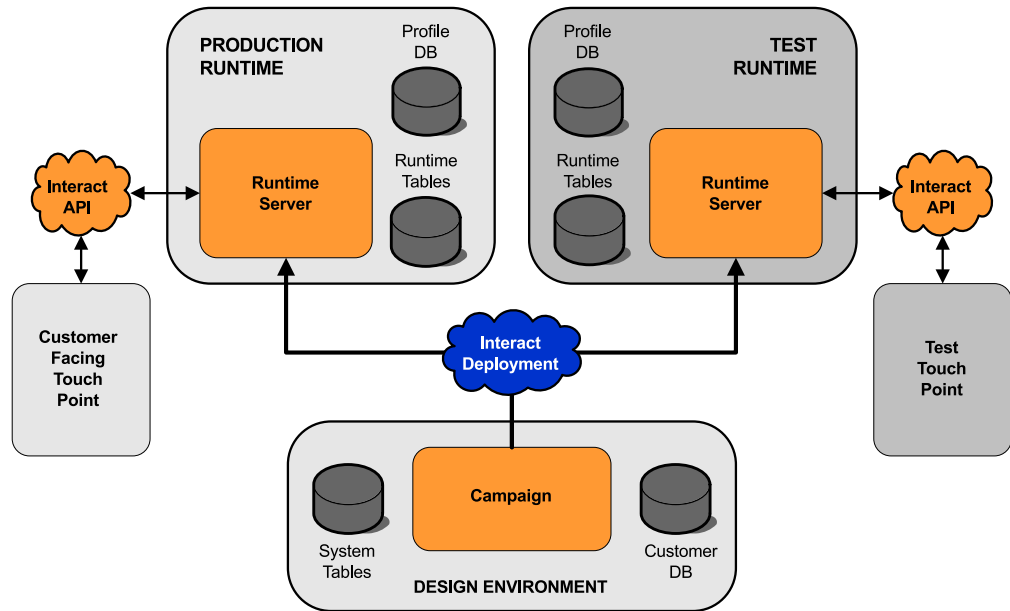 PRODUCTION
RUNTIME
Profile
DB
Runtime
Server
Runtime
Tables
Profile
DB
TEST
RUNTIME
Runtime
Tables
Runtime
Server
Interact
API
Interact
API
Customer
Facing
Touch
Point
Interact
Deployment
Test
Touch
Point
Campaign
System
Tables
Customer
DB
DESIGN ENVIRONMENT